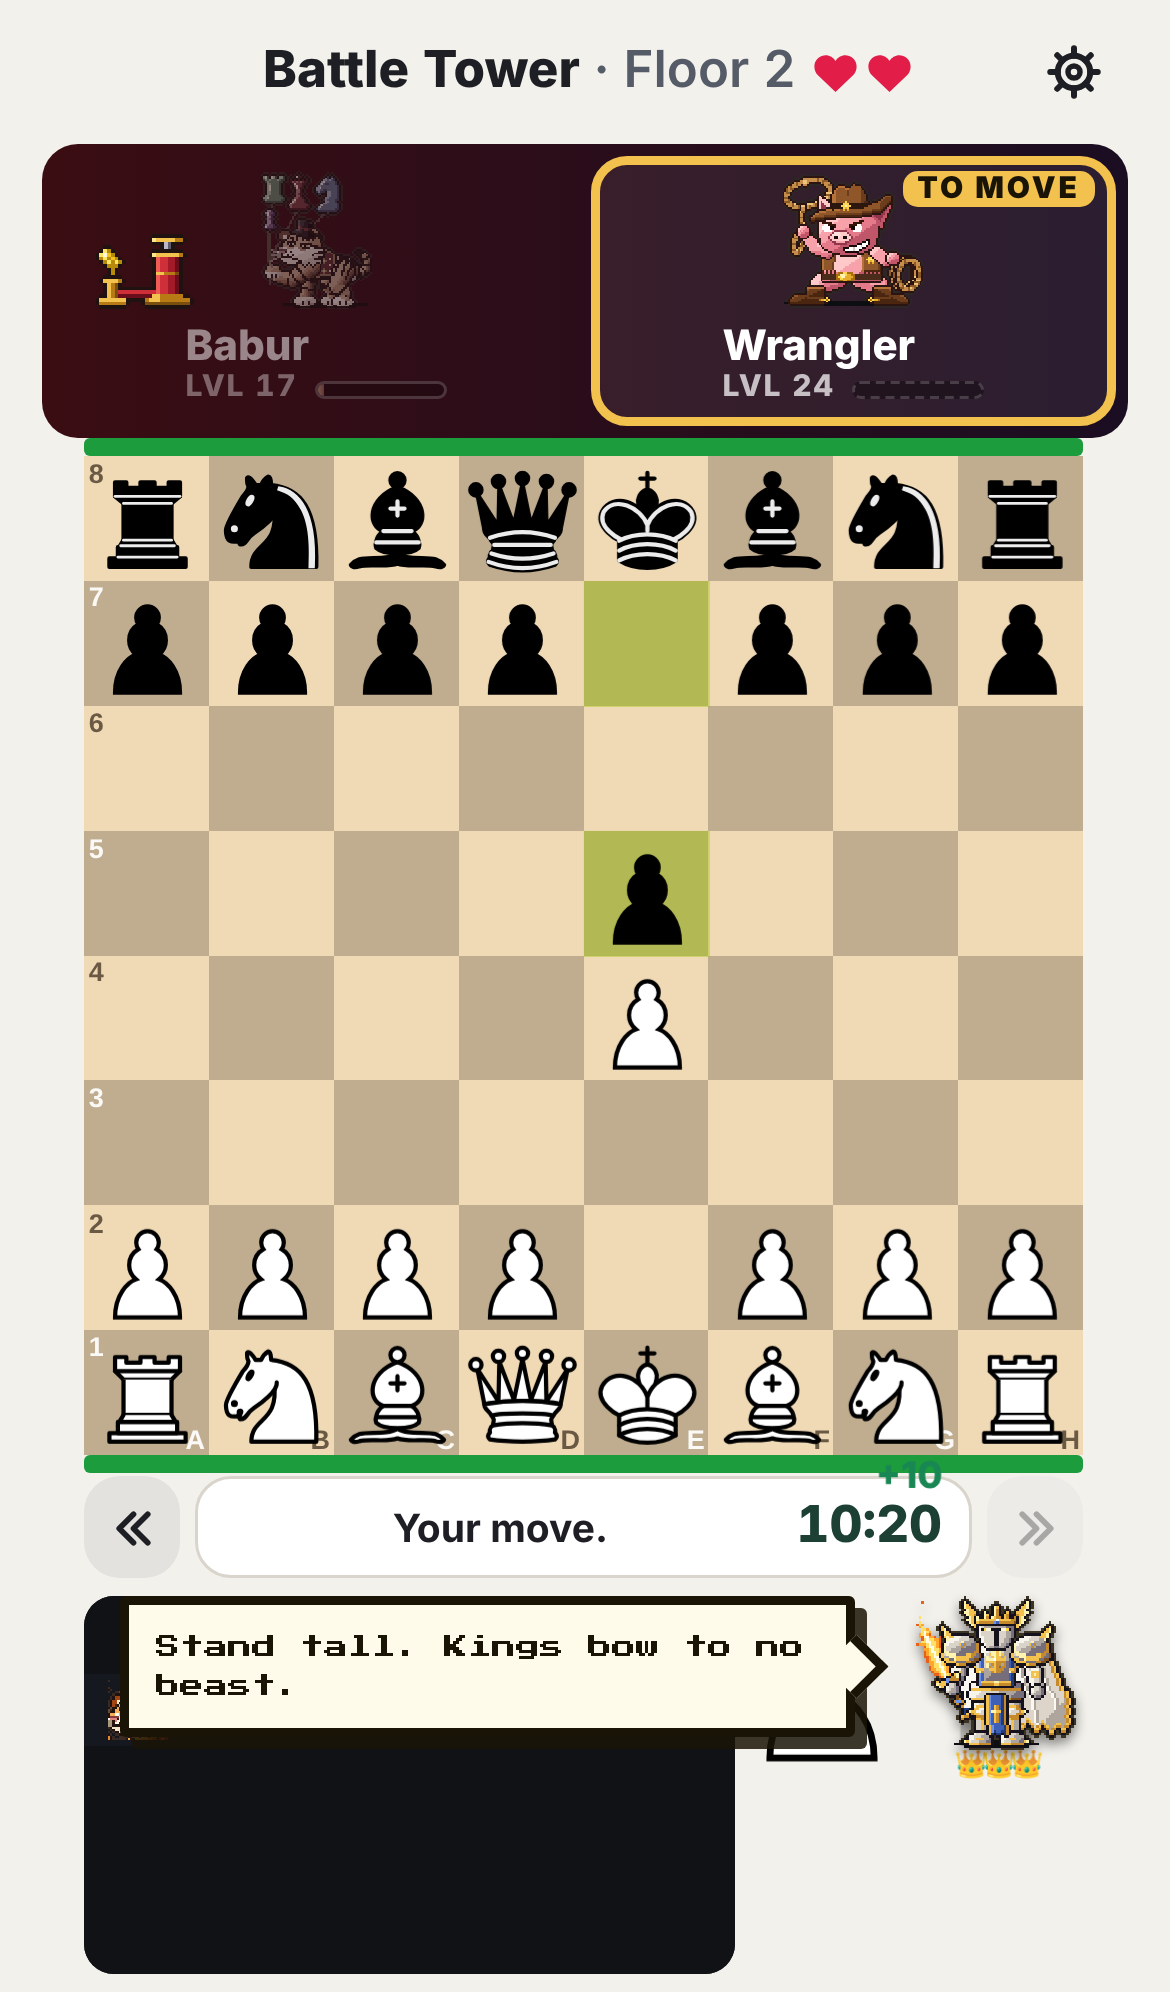 Battle Tower · Floor 2
TO MOVE
Babur
LVL 17
Wrangler
LVL 24
8
7
6
5
4
3
2
1
A B C D E F G H
+10
Your move. 10:20
Stand tall. Kings bow to no
beast.